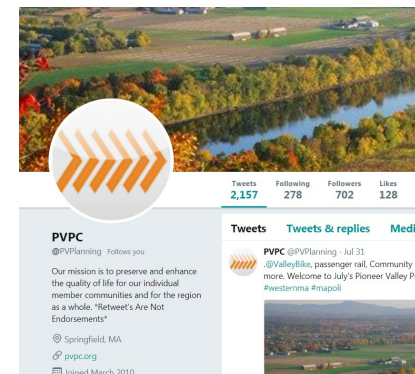 Tweets Following Followers Likes
2,157 278 702 128
Tweets Tweets & replies Medi
PVPC
@PVPlanning Follows you
Our mission is to preserve and enhance
the quality of life for our individual
member communities and for the region
as a whole. *Retweet's Are Not
Endorsements*
Springfield, MA
pvpc.org
Joined March 2010
PVPC @PVPlanning · Jul 31
.@ValleyBike, passenger rail, Community
more. Welcome to July's Pioneer Valley P
#westernma #mapoli